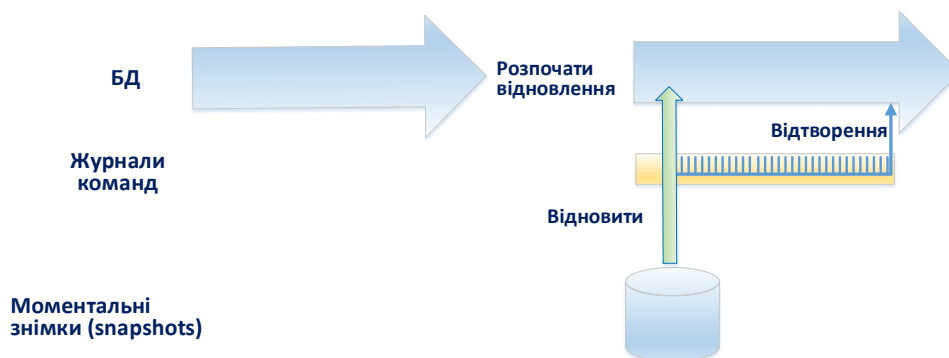 БД
Розпочати
відновлення
Відтворення
Журнали
команд
Відновити
Моментальні
знімки (snapshots)